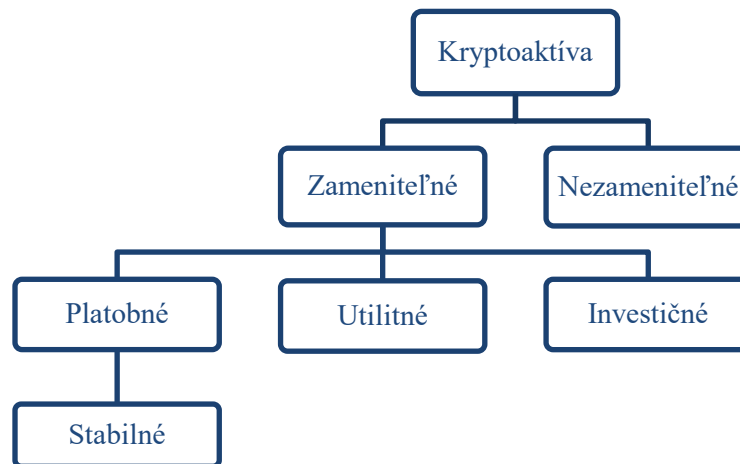 Kryptoaktíva
Zameniteľné
Nezameniteľné
Platobné
Utilitné
Investičné
Stabilné